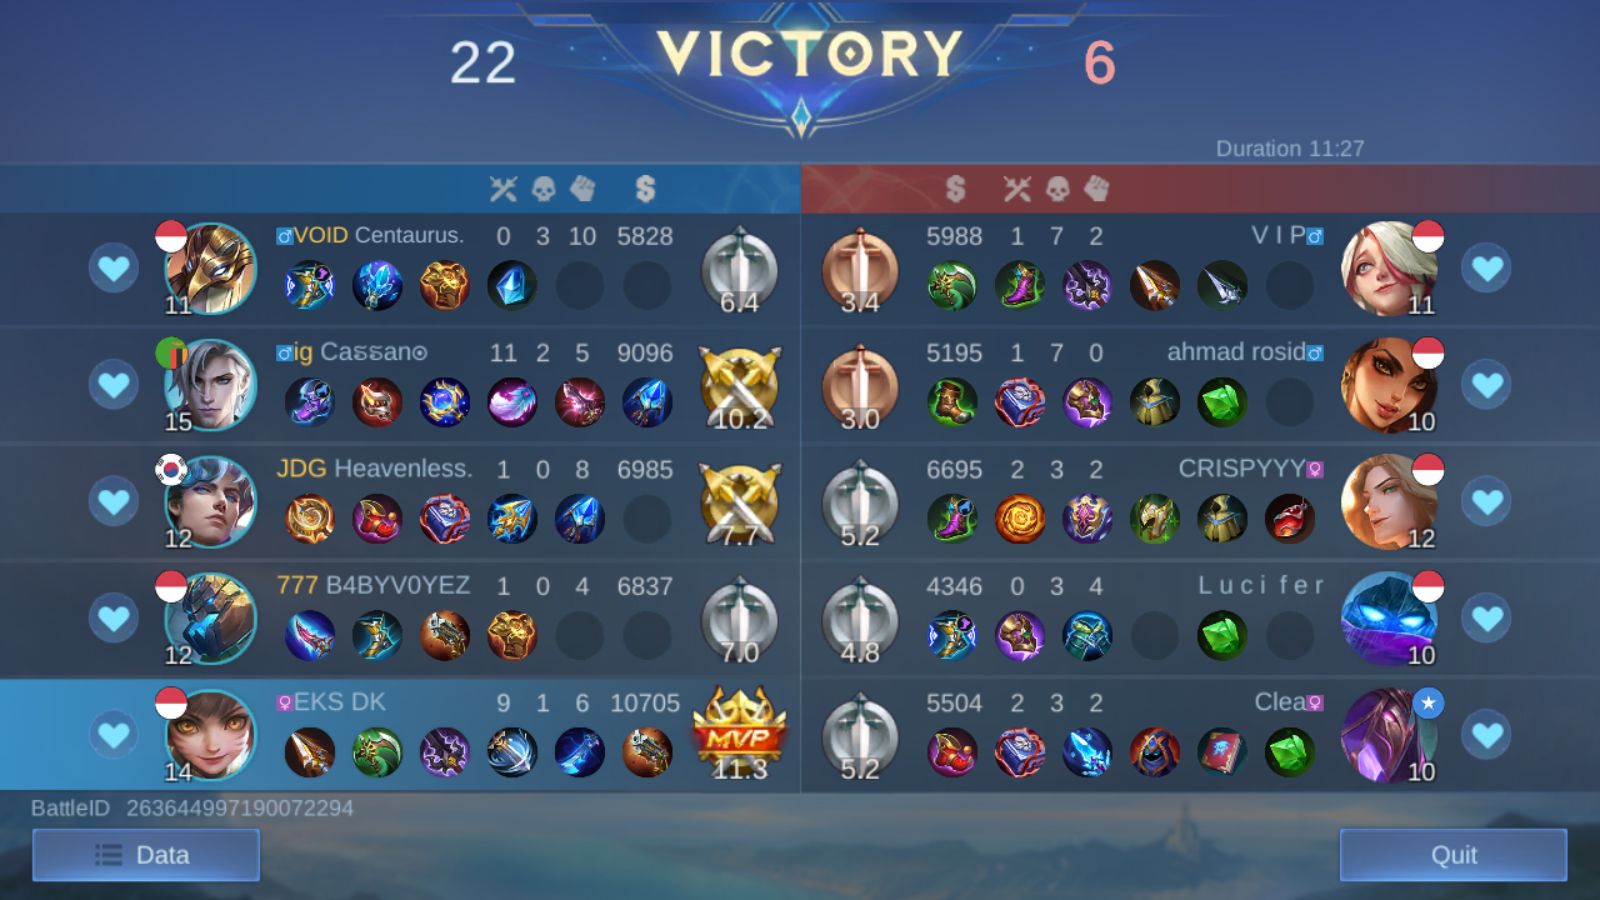 22 VICTORY 6
Duration 11:27
VOID Centaurus. 0 3 10 5828
11 6.4
5988 1 7 2 V I P
3.4 11
ig Caꑄꑄano 11 2 5 9096
15 10.2
5195 1 7 0 ahmad rosid
3.0 10
JDG Heavenless. 1 0 8 6985
12 7.7
6695 2 3 2 CRISPYYY
5.2 12
777 B4BYV0YEZ 1 0 4 6837
12 7.0
4346 0 3 4 L u c i f e r
4.8 10
EKS DK 9 1 6 10705
14 MVP 11.3
5504 2 3 2 Clea
5.2 10
BattleID 263644997190072294
Data
Quit